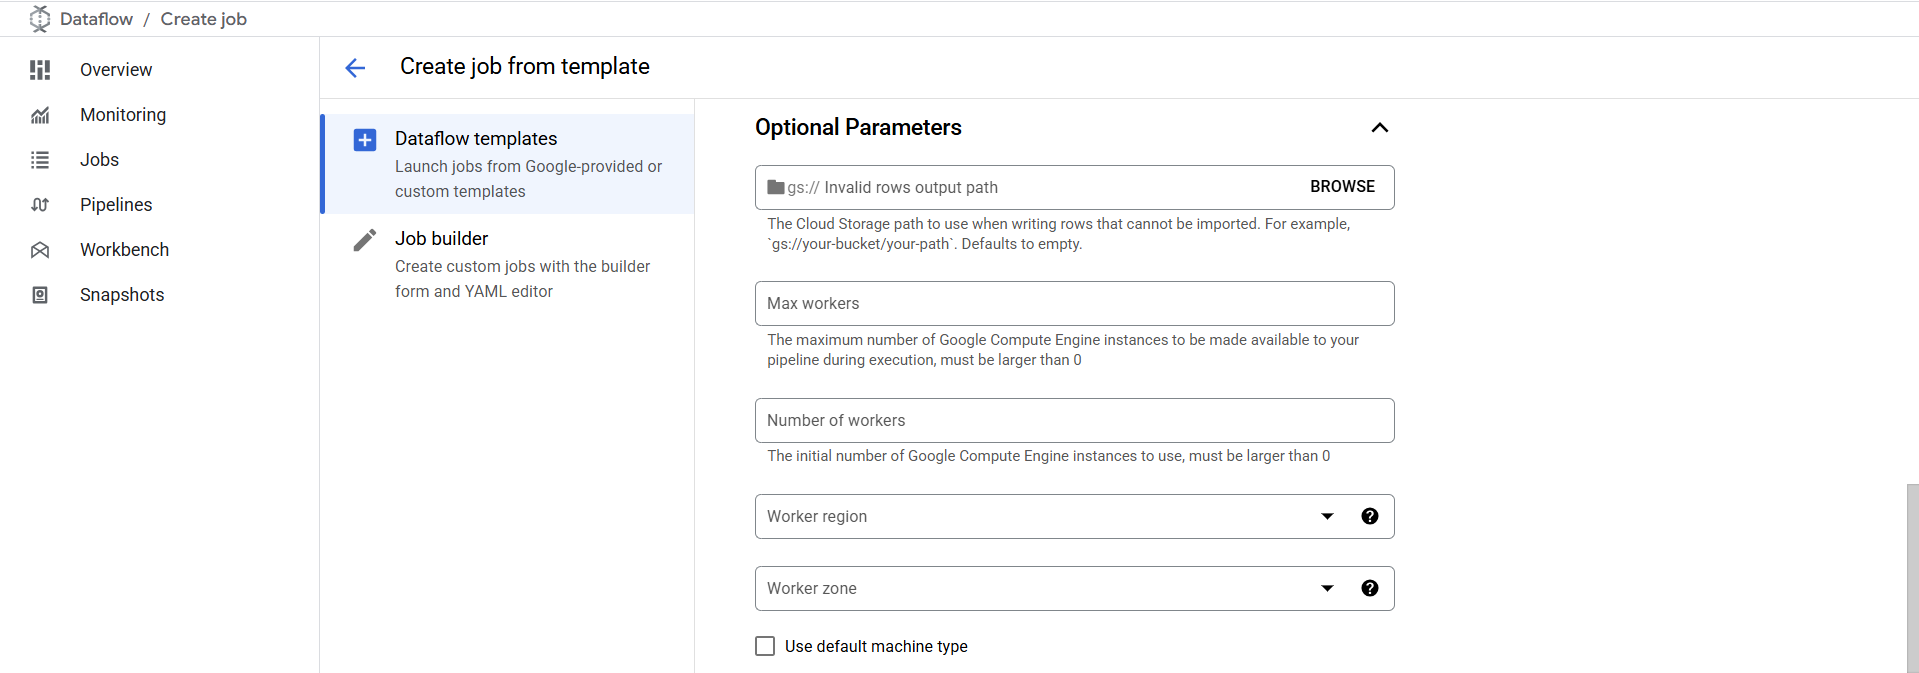 Dataflow / Create job
Overview
Monitoring
Jobs
Pipelines
Workbench
Snapshots
Create job from template
Dataflow templates
Launch jobs from Google-provided or
custom templates
Job builder
Create custom jobs with the builder
form and YAML editor
Optional Parameters
gs:// Invalid rows output path BROWSE
The Cloud Storage path to use when writing rows that cannot be imported. For example,
`gs://your-bucket/your-path`. Defaults to empty.
Max workers
The maximum number of Google Compute Engine instances to be made available to your
pipeline during execution, must be larger than 0
Number of workers
The initial number of Google Compute Engine instances to use, must be larger than 0
Worker region
Worker zone
Use default machine type